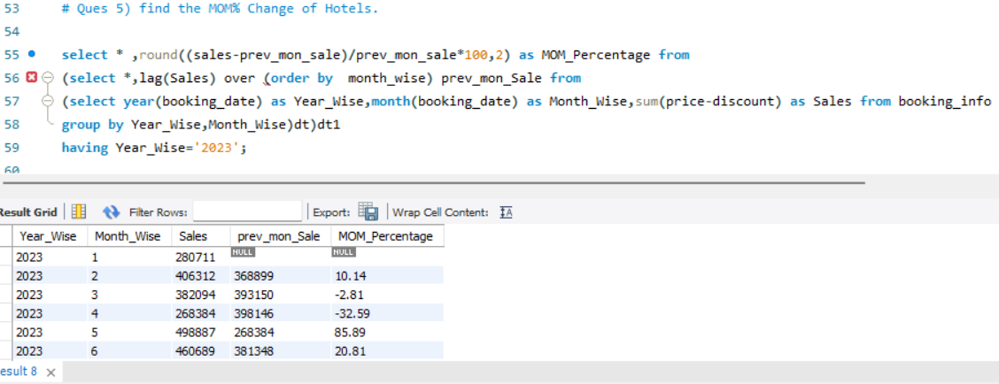 53 # Ques 5) find the MOM% Change of Hotels.
54
55 select * ,round((sales-prev_mon_sale)/prev_mon_sale*100,2) as MOM_Percentage from
56 (select *,lag(Sales) over (order by  month_wise) prev_mon_Sale from
57 (select year(booking_date) as Year_Wise,month(booking_date) as Month_Wise,sum(price-discount) as Sales from booking_info
58 group by Year_Wise,Month_Wise)dt)dt1
59 having Year_Wise='2023';
60
Result Grid Filter Rows: Export: Wrap Cell Content: IA
Year_Wise Month_Wise Sales prev_mon_Sale MOM_Percentage
2023 1 280711 NULL NULL
2023 2 406312 368899 10.14
2023 3 382094 393150 -2.81
2023 4 268384 398146 -32.59
2023 5 498887 268384 85.89
2023 6 460689 381348 20.81
esult 8 ×